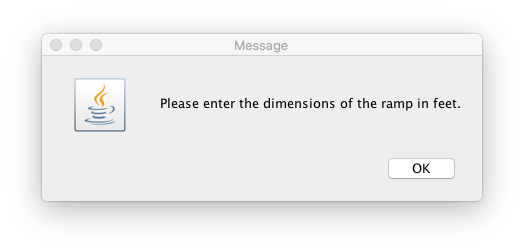 Message
Please enter the dimensions of the ramp in feet.
OK